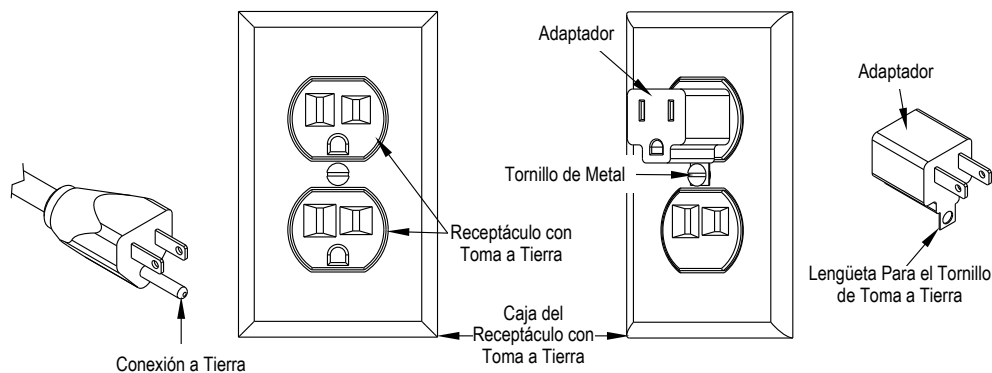 Adaptador
Adaptador
Tornillo de Metal
Receptáculo con
Toma a Tierra
Lengüeta Para el Tornillo
de Toma a Tierra
Caja del
Receptáculo con
Toma a Tierra
Conexión a Tierra